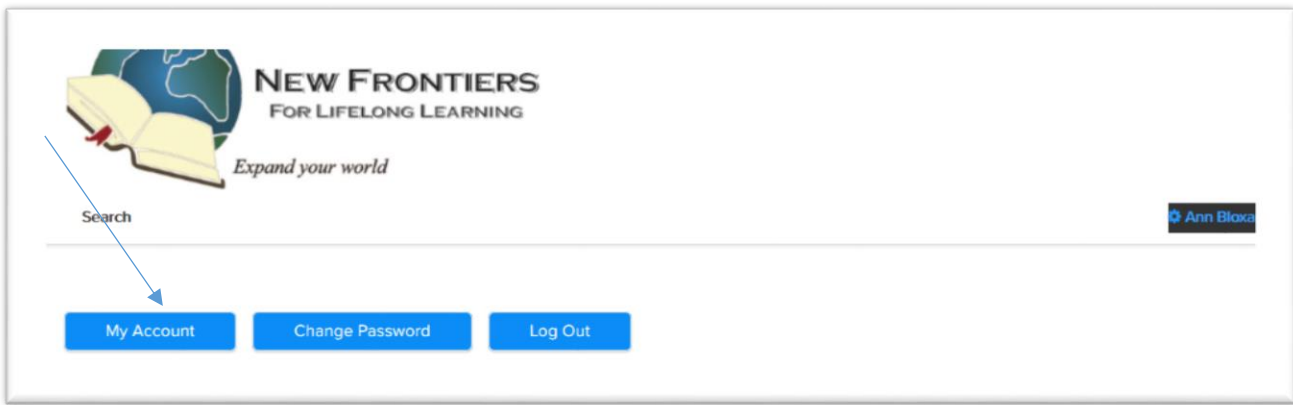 NEW FRONTIERS
FOR LIFELONG LEARNING
Expand your world
Search
Ann Bloxa
My Account
Change Password
Log Out